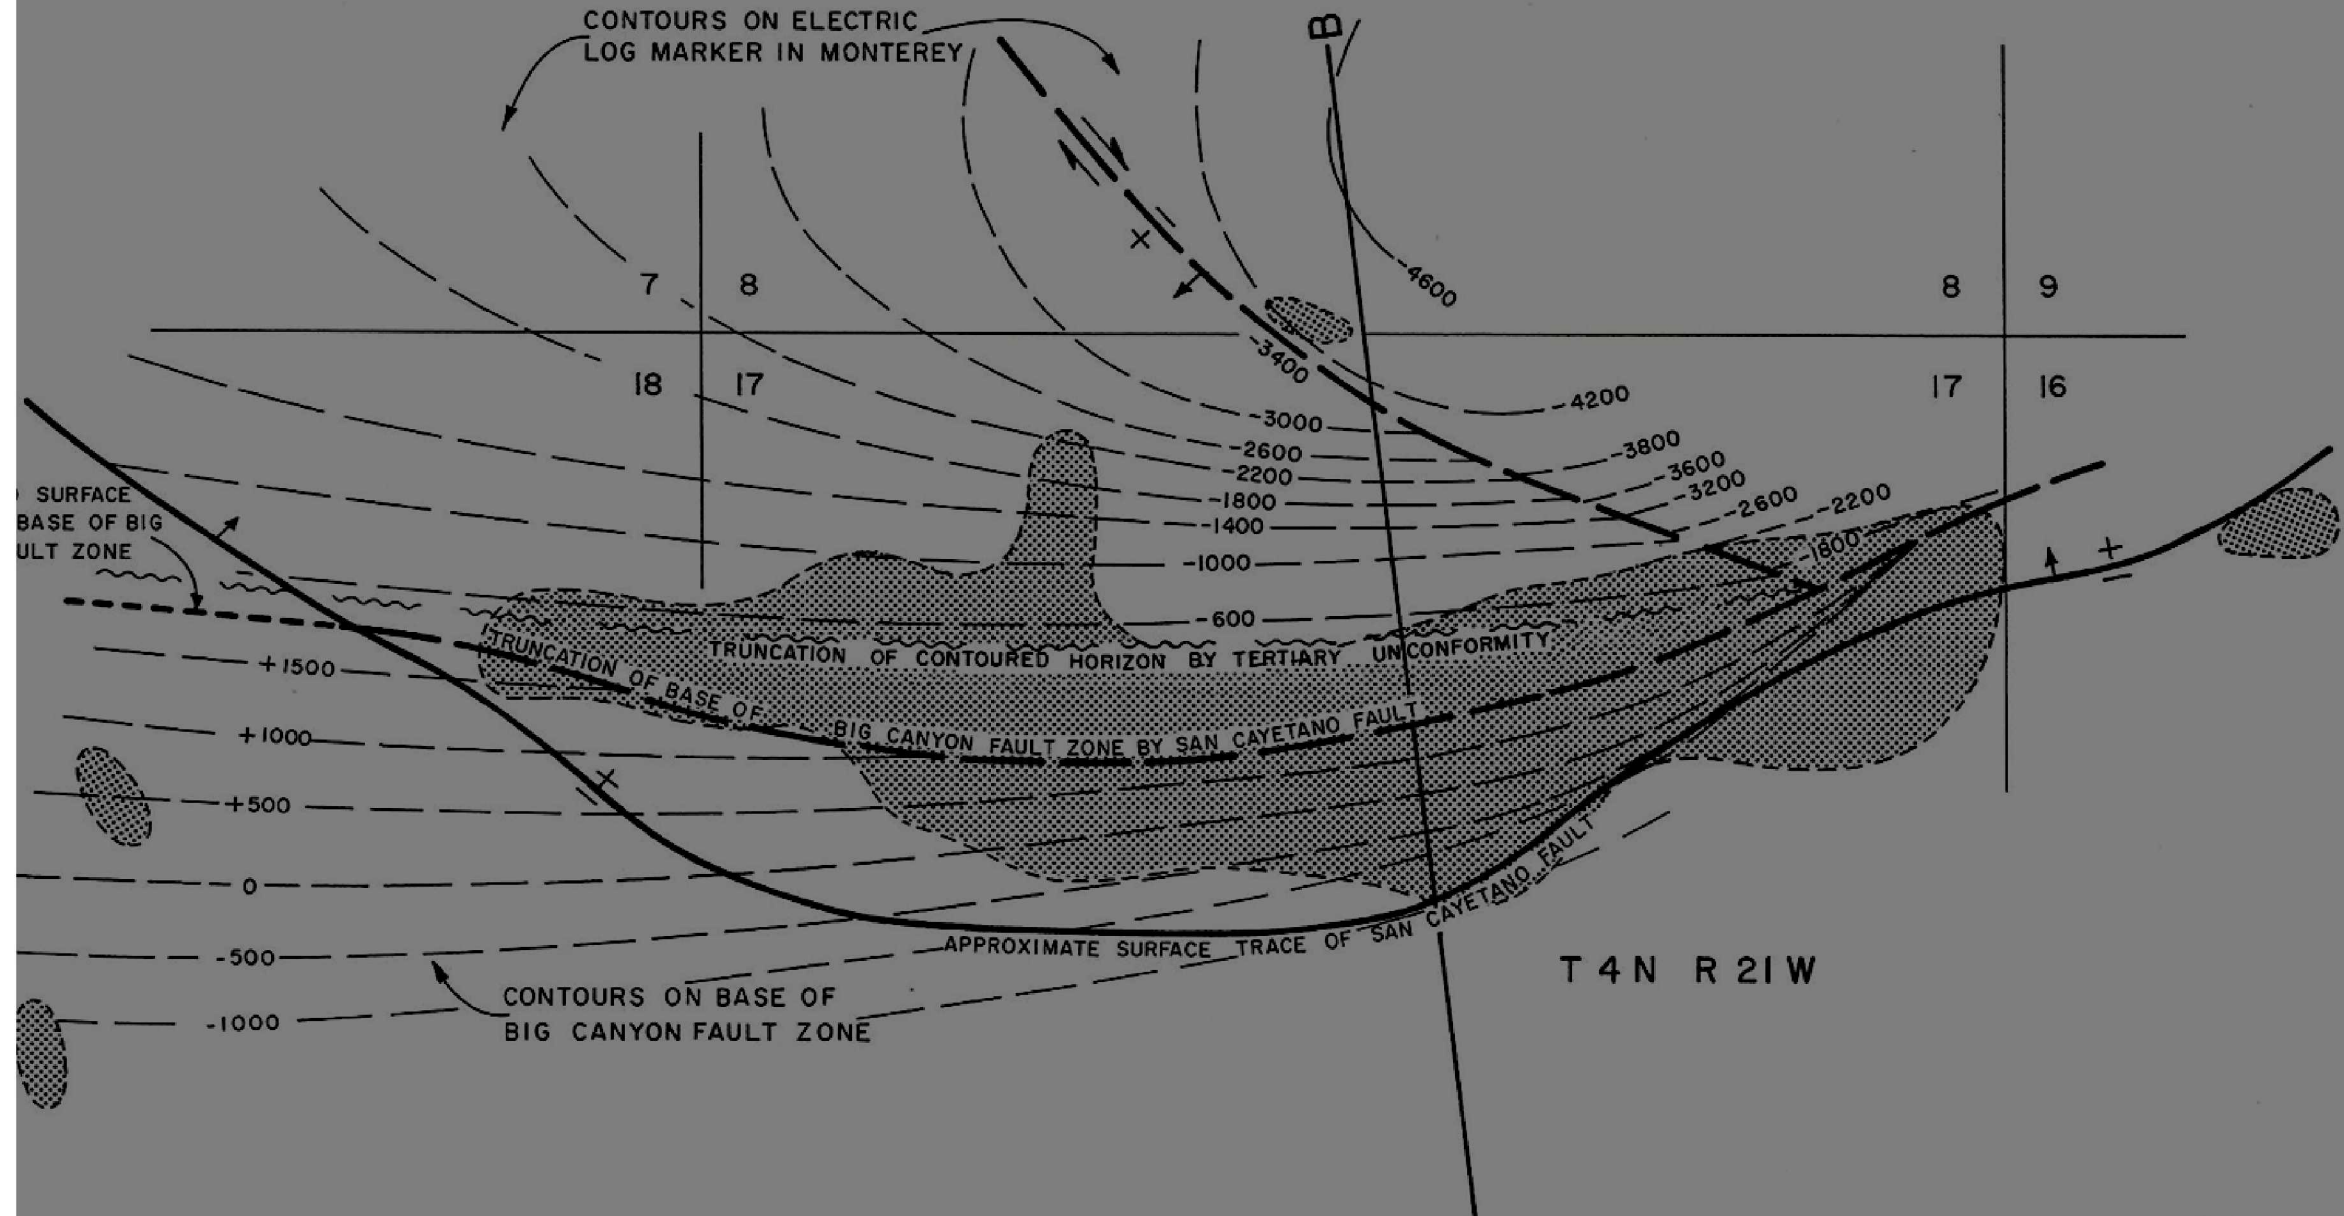 CONTOURS ON ELECTRIC
LOG MARKER IN MONTEREY
B
-4600
7 8
8 9
-3400
18 17
17 16
-4200
-3000
-3800
-2600
-3600
-2200
-3200
-1800
-2600
-2200
-1400
-1800
-1000
SURFACE
BASE OF BIG
ULT ZONE
-600
TRUNCATION OF CONTOURED HORIZON BY TERTIARY UNCONFORMITY
TRUNCATION OF BASE OF BIG CANYON FAULT ZONE BY SAN CAYETANO FAULT
+1500
+1000
+500
0
-500
-1000
APPROXIMATE SURFACE TRACE OF SAN CAYETANO FAULT
CONTOURS ON BASE OF
BIG CANYON FAULT ZONE
T 4 N R 21 W